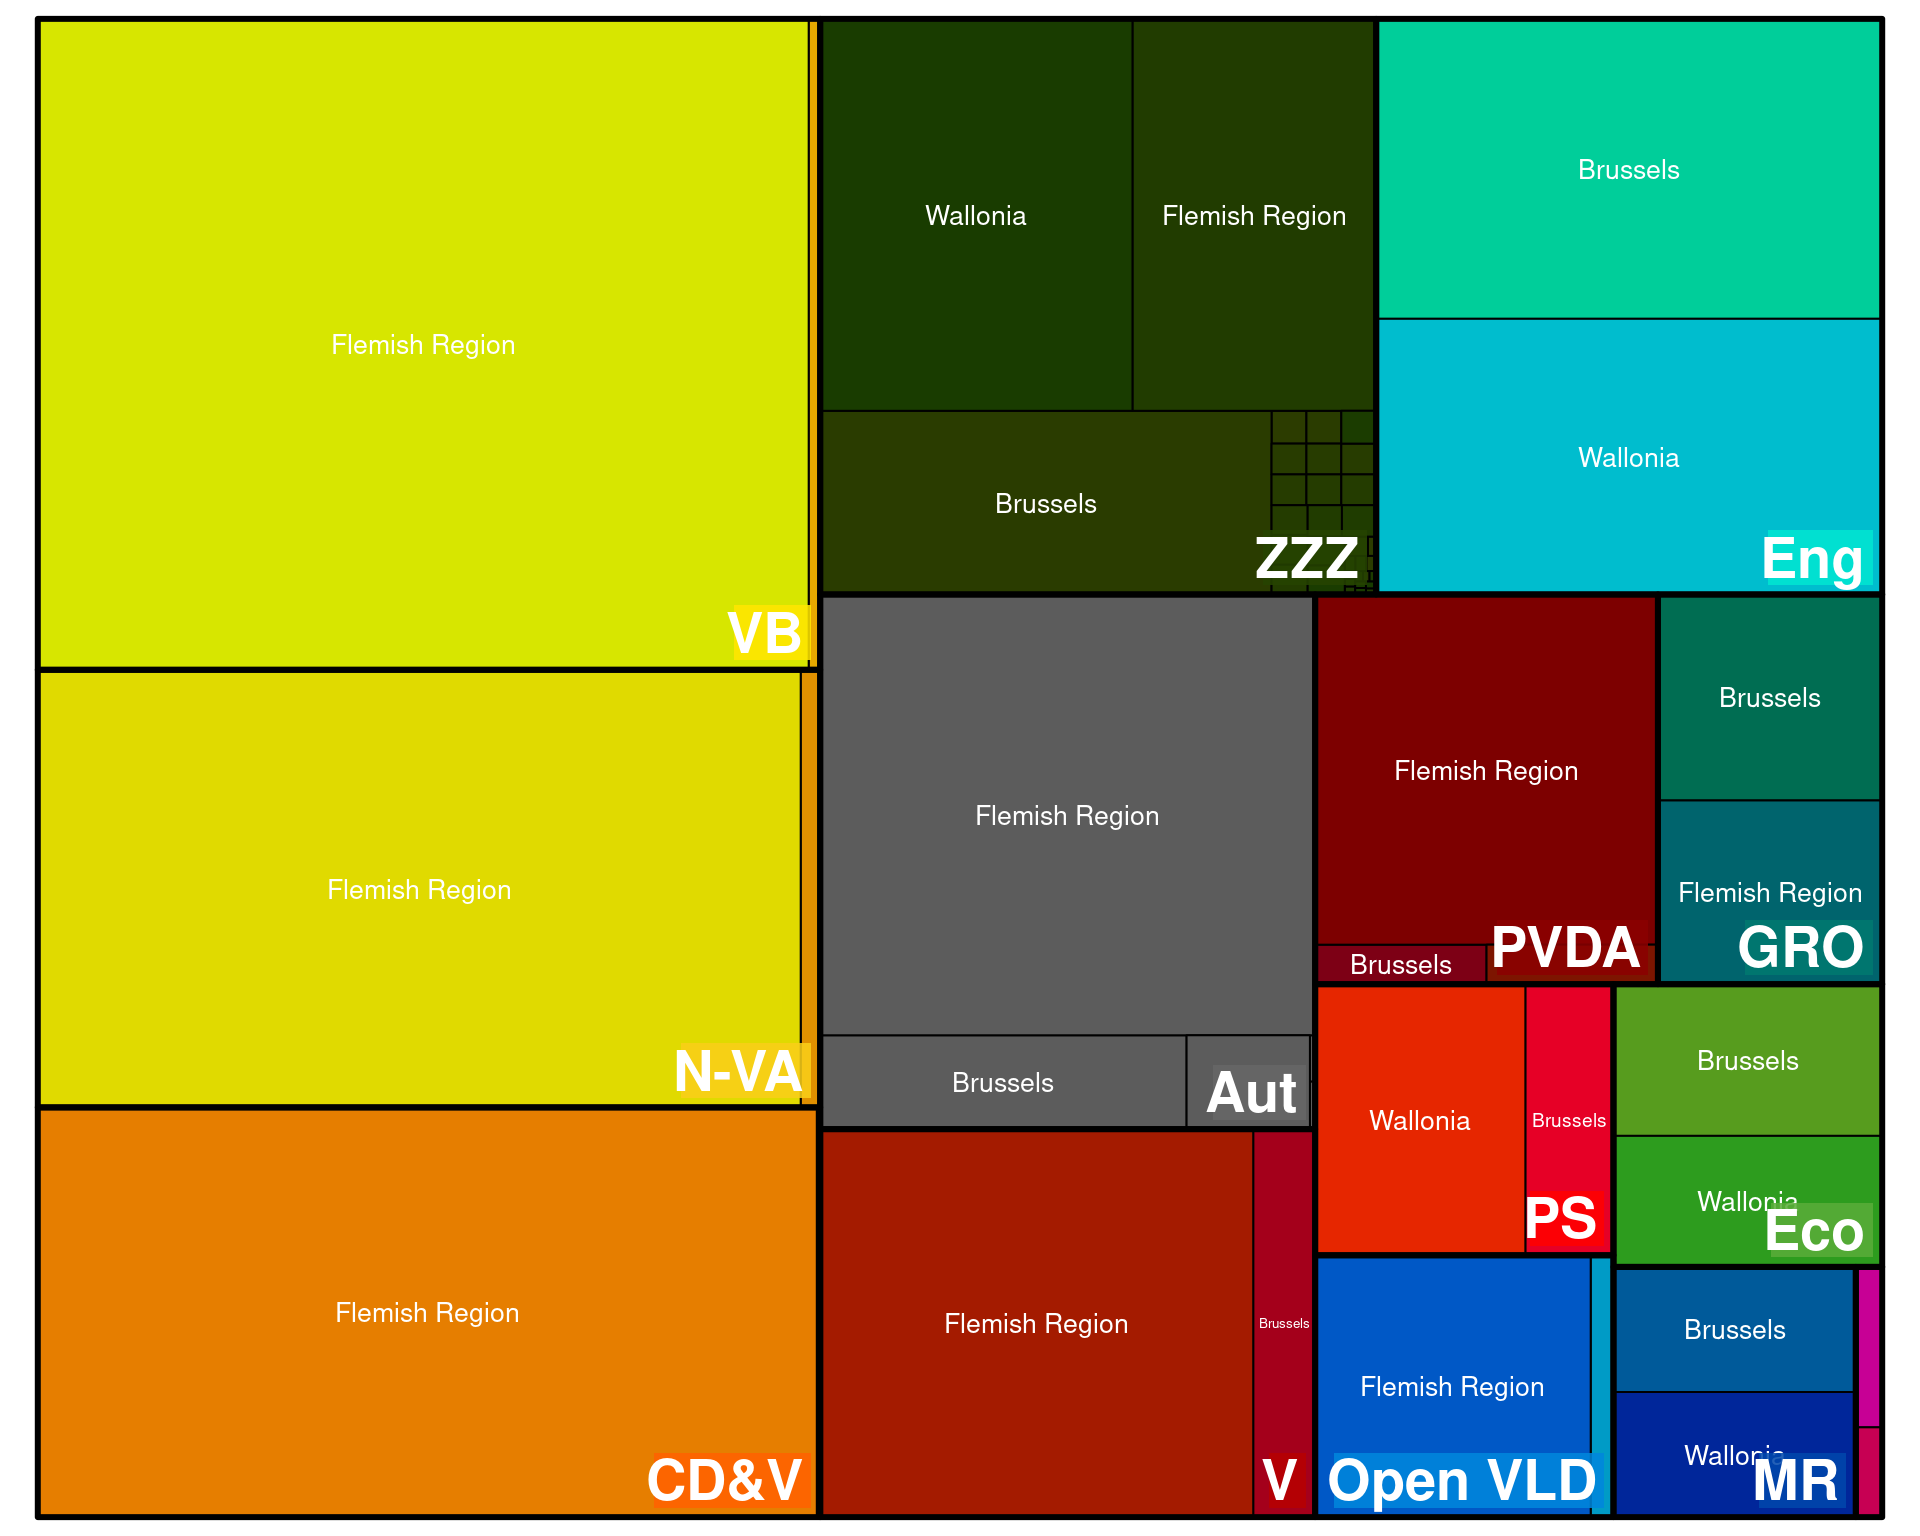 Flemish Region
VB
Flemish Region
N-VA
Flemish Region
CD&V
Wallonia
Flemish Region
Brussels
ZZZ
Brussels
Wallonia
Eng
Flemish Region
Brussels
Aut
Flemish Region
Brussels
V
Flemish Region
Brussels
PVDA
Brussels
Flemish Region
GRO
Wallonia
Brussels
PS
Brussels
Wallonia
Eco
Flemish Region
Open VLD
Brussels
Wallonia
MR